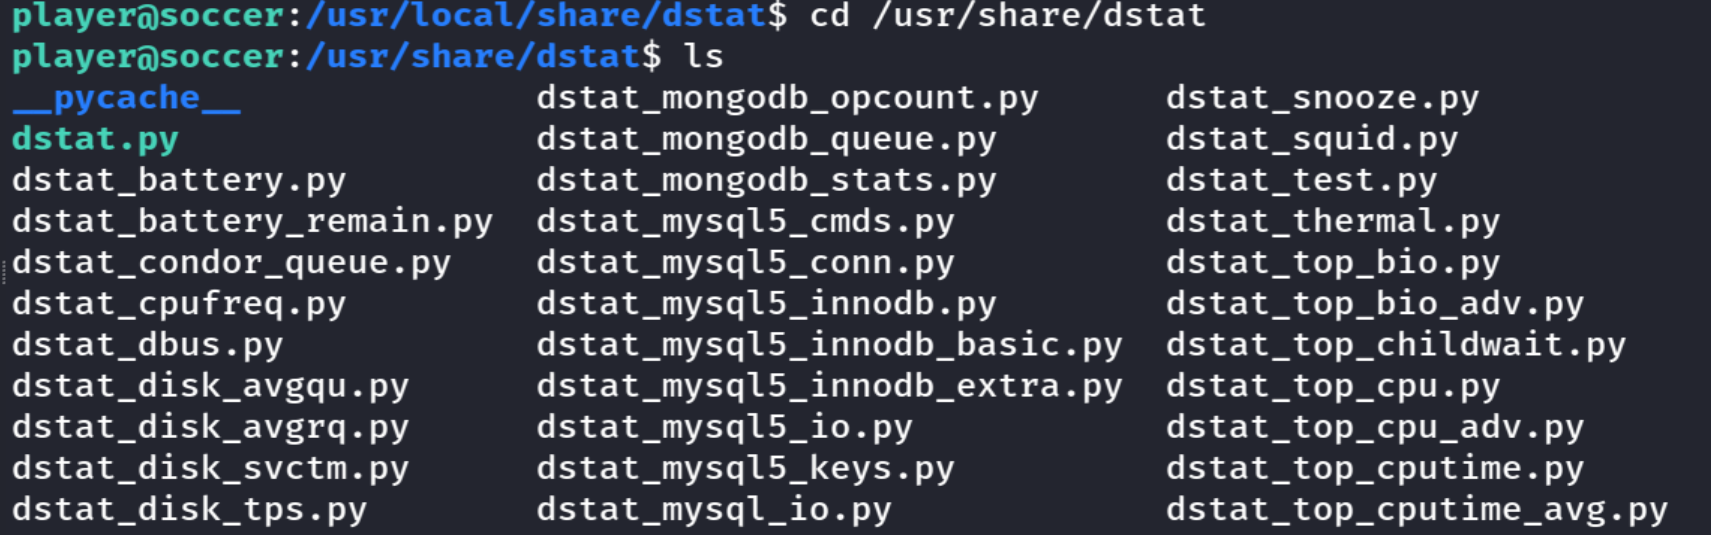 player@soccer:/usr/local/share/dstat$ cd /usr/share/dstat
player@soccer:/usr/share/dstat$ ls
__pycache__ dstat_mongodb_opcount.py dstat_snooze.py
dstat.py dstat_mongodb_queue.py dstat_squid.py
dstat_battery.py dstat_mongodb_stats.py dstat_test.py
dstat_battery_remain.py dstat_mysql5_cmds.py dstat_thermal.py
dstat_condor_queue.py dstat_mysql5_conn.py dstat_top_bio.py
dstat_cpufreq.py dstat_mysql5_innodb.py dstat_top_bio_adv.py
dstat_dbus.py dstat_mysql5_innodb_basic.py dstat_top_childwait.py
dstat_disk_avgqu.py dstat_mysql5_innodb_extra.py dstat_top_cpu.py
dstat_disk_avgrq.py dstat_mysql5_io.py dstat_top_cpu_adv.py
dstat_disk_svctm.py dstat_mysql5_keys.py dstat_top_cputime.py
dstat_disk_tps.py dstat_mysql_io.py dstat_top_cputime_avg.py